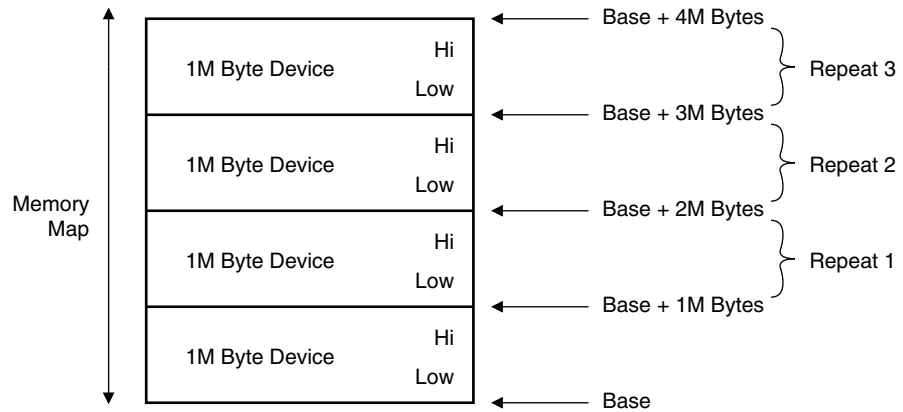 Base + 4M Bytes
Hi
1M Byte Device
Repeat 3
Low
Base + 3M Bytes
Hi
1M Byte Device
Repeat 2
Low
Memory
Map
Base + 2M Bytes
Hi
1M Byte Device
Repeat 1
Low
Base + 1M Bytes
Hi
1M Byte Device
Low
Base